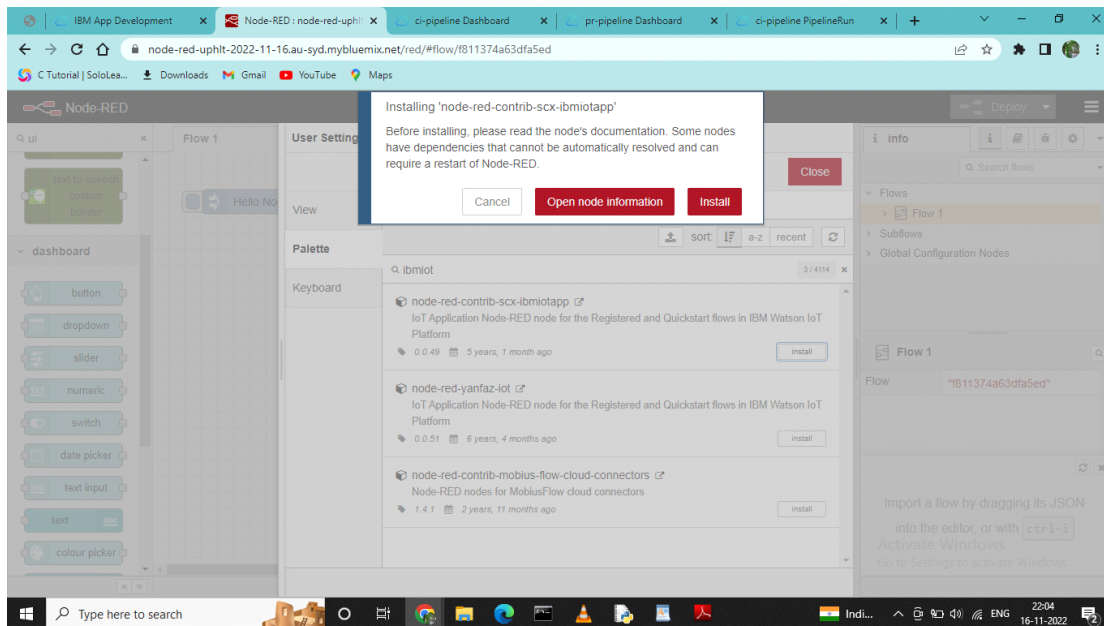 IBM App Development
Node-RED : node-red-uphl
ci-pipeline Dashboard
pr-pipeline Dashboard
ci-pipeline PipelineRun
node-red-uphlt-2022-11-16.au-syd.mybluemix.net/red/#flow/f811374a63dfa5ed
C Tutorial | SoloLea...
Downloads
Gmail
YouTube
Maps
Node-RED
Deploy
ui
Flow 1
User Setting
Installing 'node-red-contrib-scx-ibmiotapp'
Before installing, please read the node's documentation. Some nodes
have dependencies that cannot be automatically resolved and can
require a restart of Node-RED.
Cancel
Open node information
Install
Close
info
Search flows
text to speech
custom
builder
Hello No
View
Palette
Keyboard
sort:
a-z
recent
ibmiot
3 / 4114
node-red-contrib-scx-ibmiotapp
IoT Application Node-RED node for the Registered and Quickstart flows in IBM Watson IoT
Platform
0.0.49
5 years, 1 month ago
install
node-red-yanfaz-iot
IoT Application Node-RED node for the Registered and Quickstart flows in IBM Watson IoT
Platform
0.0.51
6 years, 4 months ago
install
node-red-contrib-mobius-flow-cloud-connectors
Node-RED nodes for MobiusFlow cloud connectors
1.4.1
2 years, 11 months ago
install
dashboard
button
dropdown
slider
numeric
switch
date picker
text input
text
colour picker
Flows
Flow 1
Subflows
Global Configuration Nodes
Flow 1
Flow
"f811374a63dfa5ed"
Import a flow by dragging its JSON
into the editor, or with ctrl-i
Activate Windows
Go to Settings to activate Windows.
Type here to search
Indi...
ENG
22:04
16-11-2022